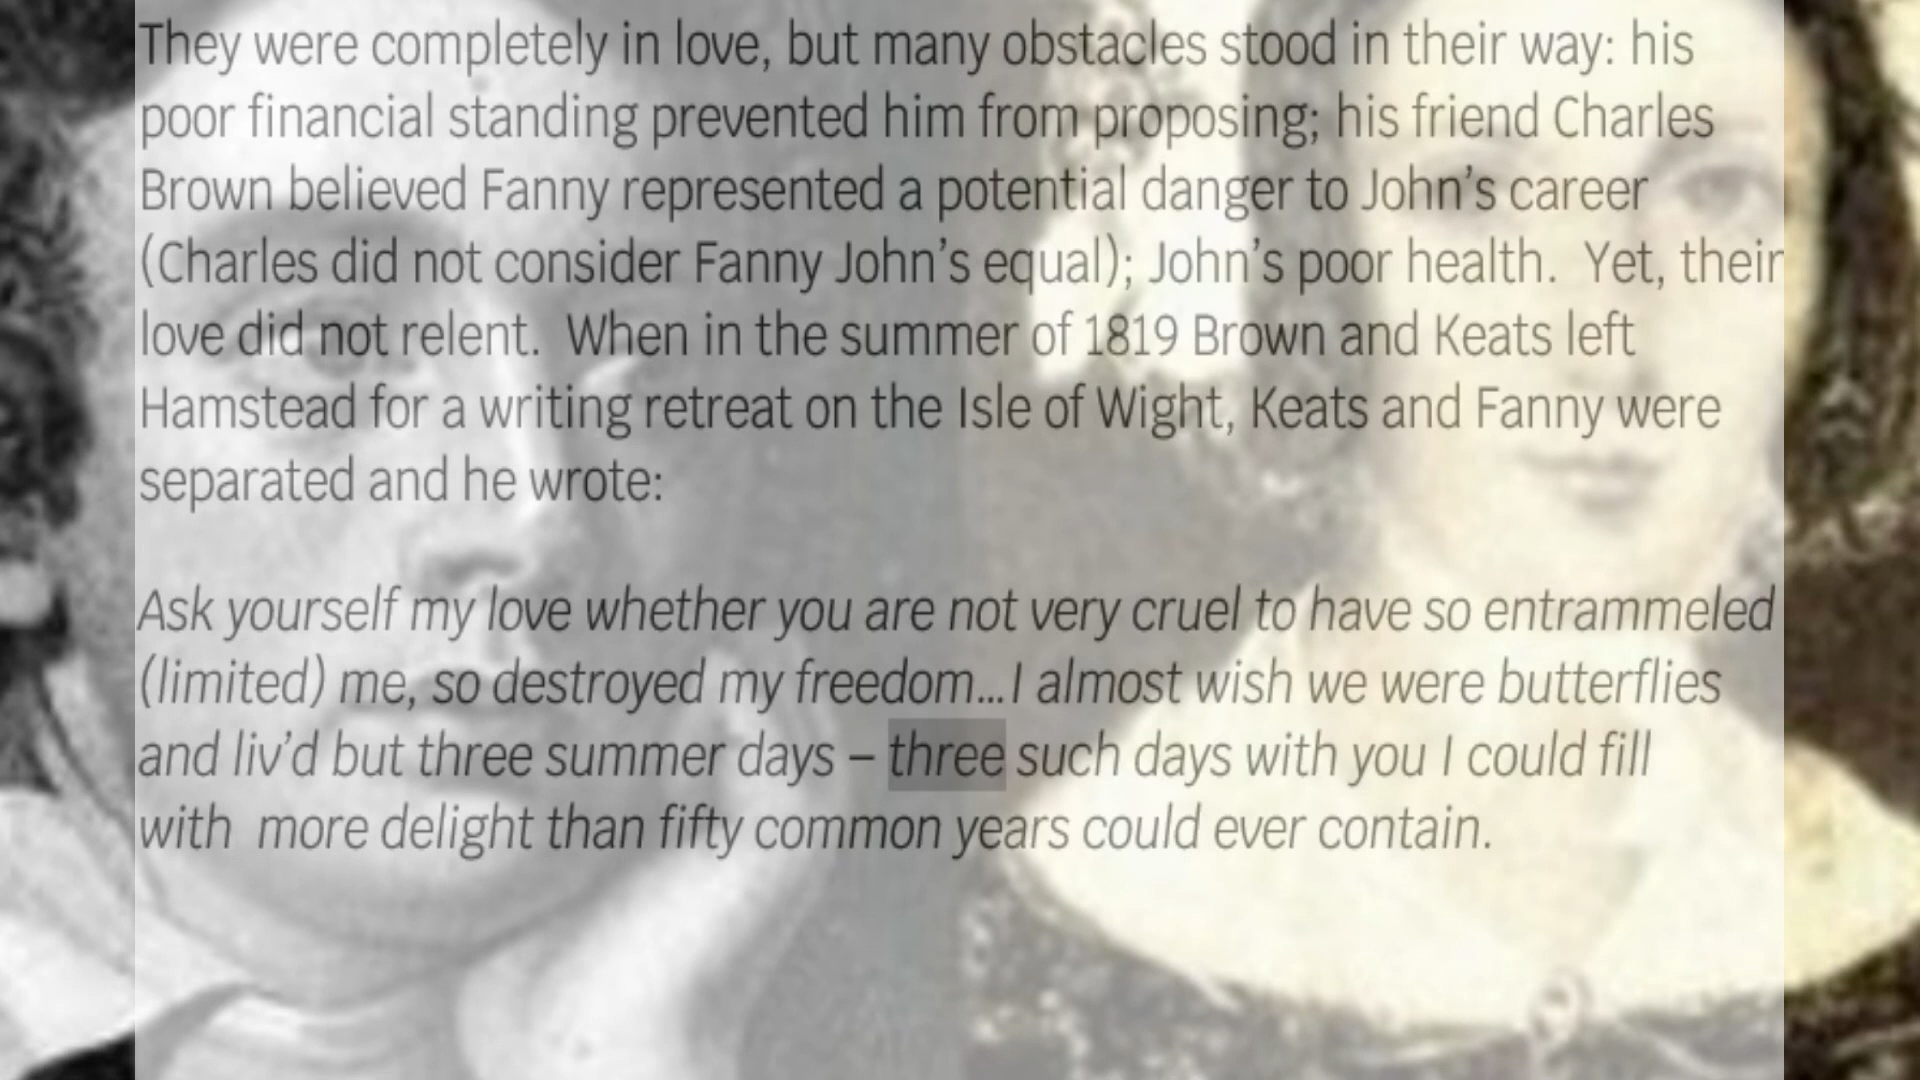 They were completely in love, but many obstacles stood in their way: his
poor financial standing prevented him from proposing; his friend Charles
Brown believed Fanny represented a potential danger to John’s career
(Charles did not consider Fanny John’s equal); John’s poor health.  Yet, their
love did not relent.  When in the summer of 1819 Brown and Keats left
Hamstead for a writing retreat on the Isle of Wight, Keats and Fanny were
separated and he wrote:
Ask yourself my love whether you are not very cruel to have so entrammeled
(limited) me, so destroyed my freedom…I almost wish we were butterflies
and liv’d but three summer days – three such days with you I could fill
with  more delight than fifty common years could ever contain.